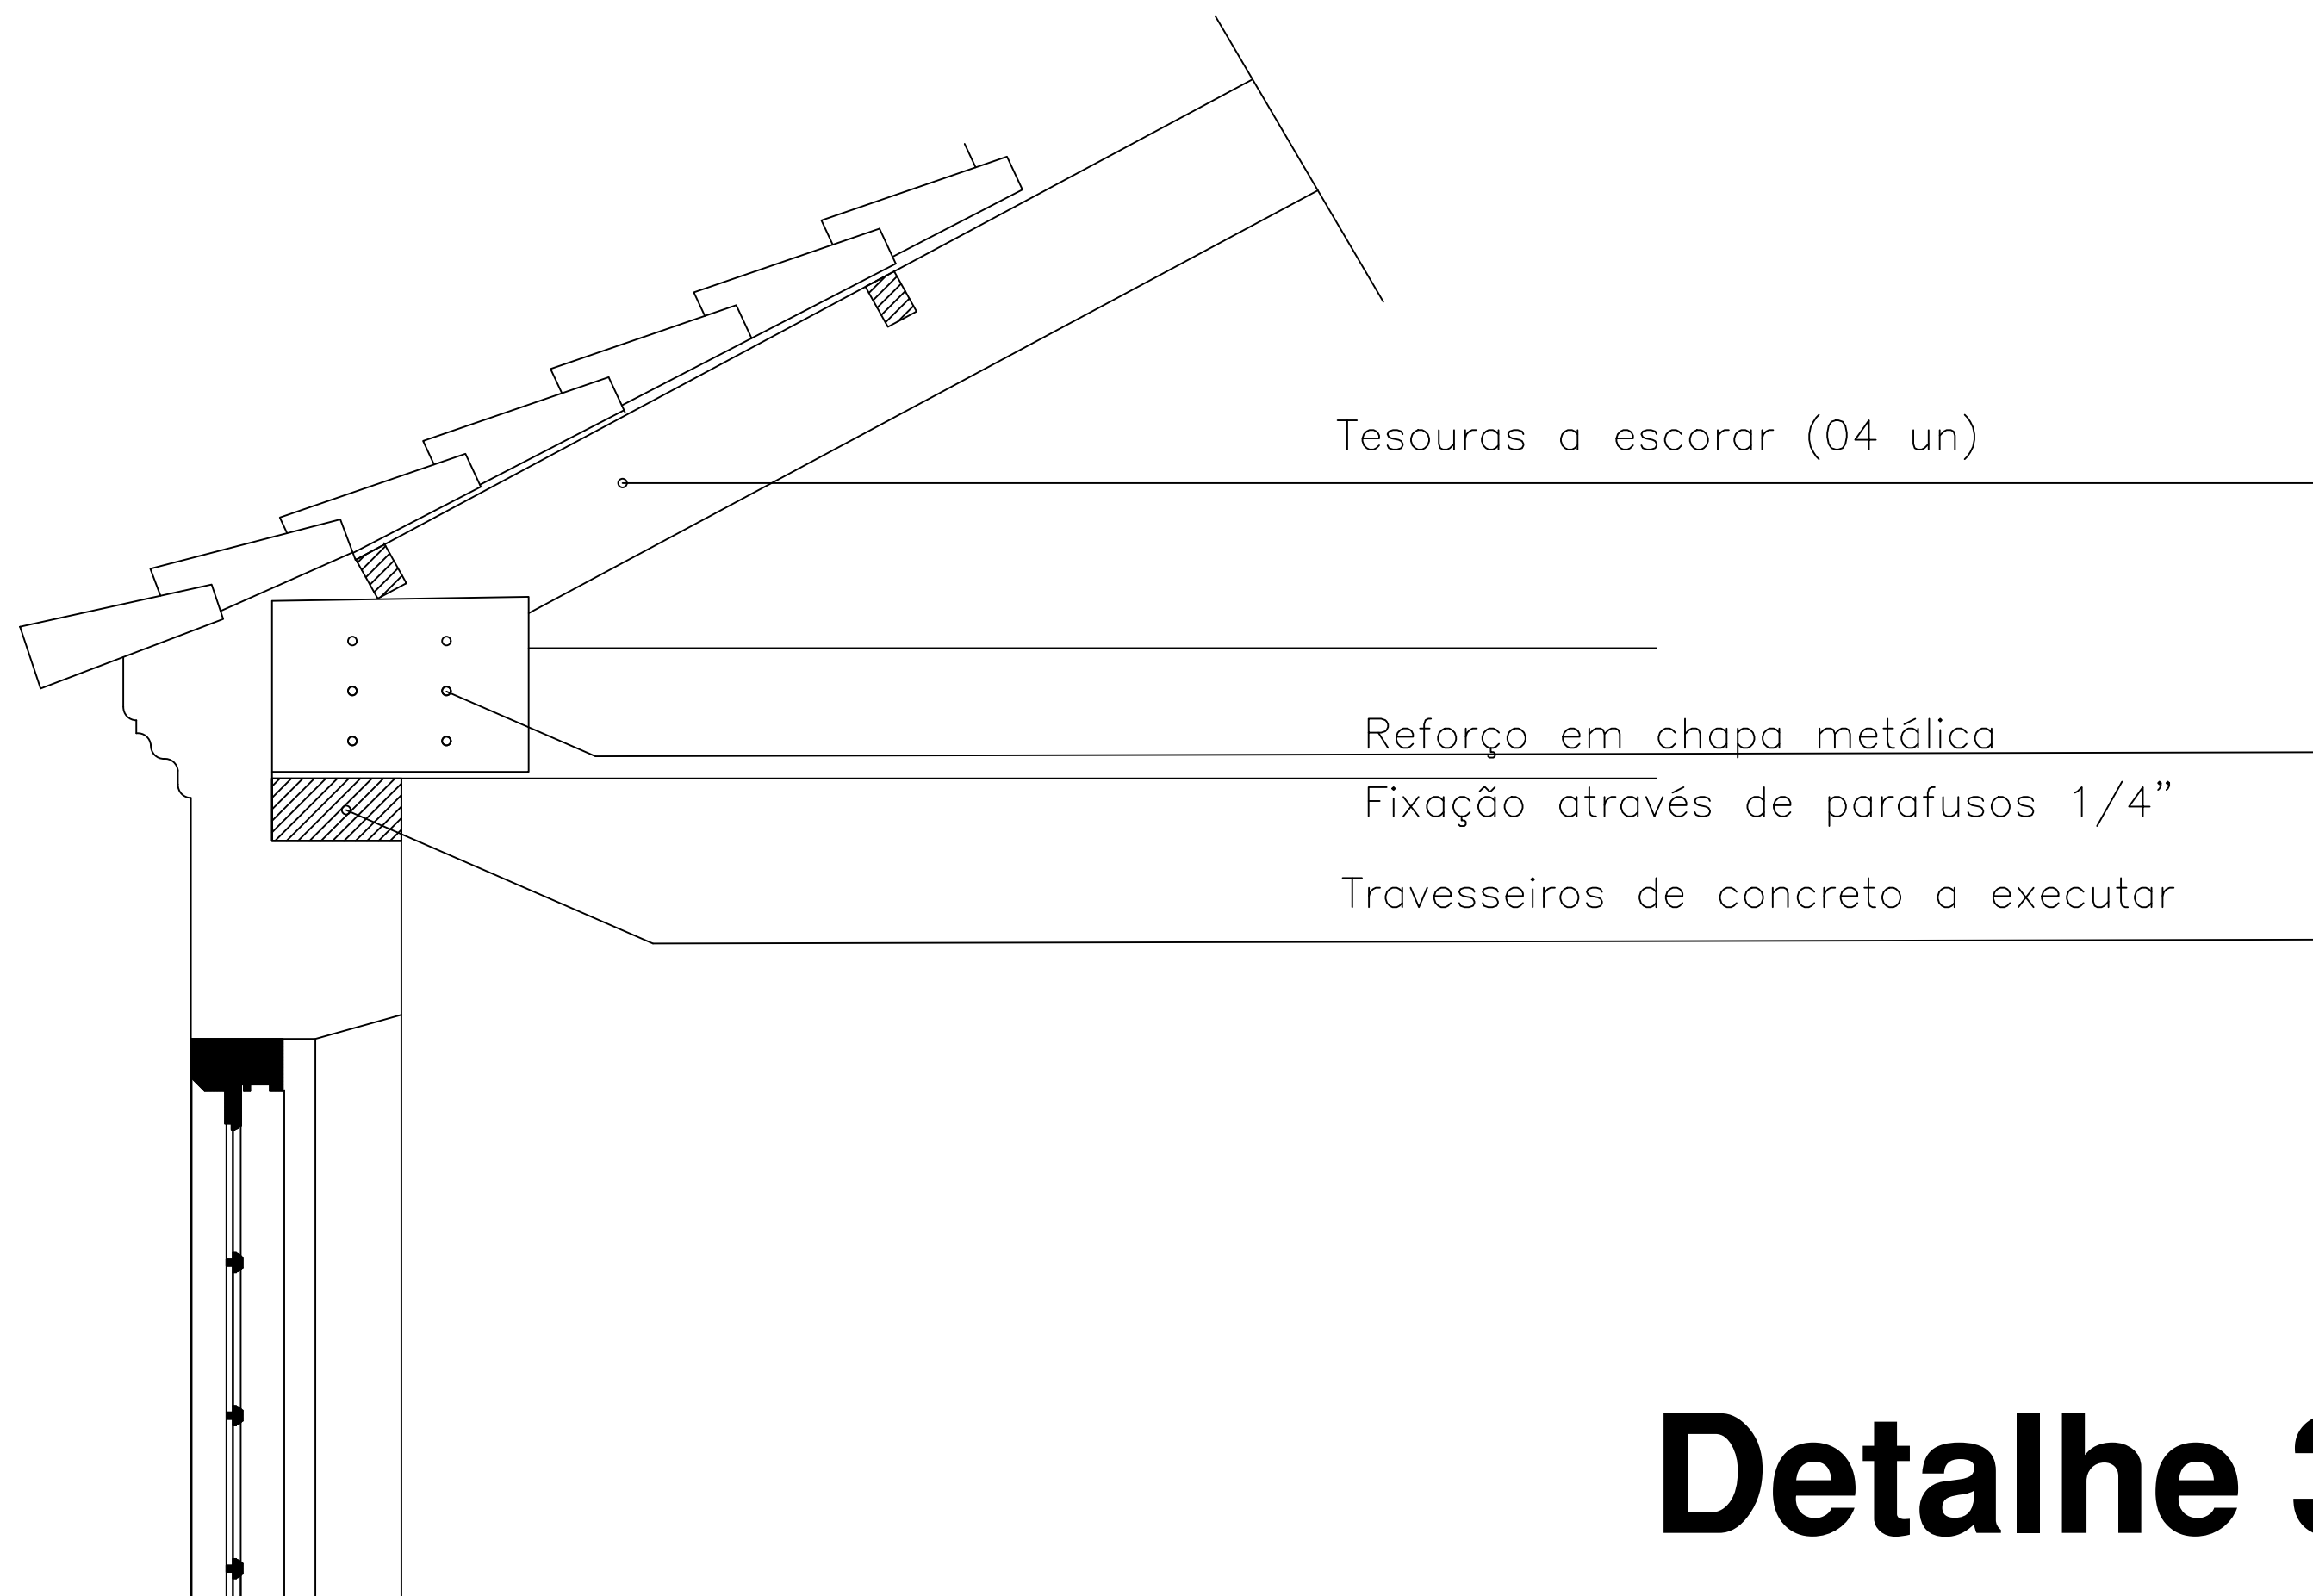 Tesouras a escorar (04 un)
Reforço em chapa metálica
Fixação através de parafusos 1/4”
Travesseiros de concreto a executar
Detalhe